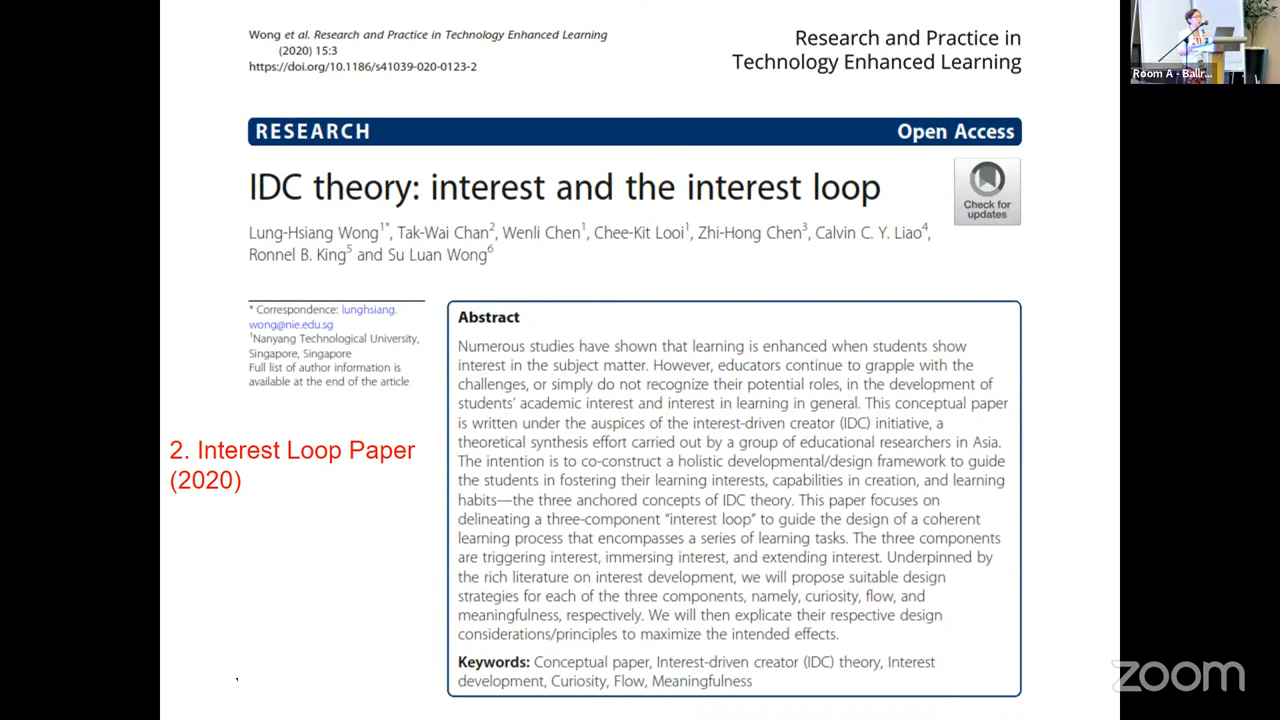 Wong et al. Research and Practice in Technology Enhanced Learning
(2020) 15:3
https://doi.org/10.1186/s41039-020-0123-2
Research and Practice in
Technology Enhanced Learning
Room A - Ballr...
RESEARCH
Open Access
IDC theory: interest and the interest loop
Check for
updates
Lung-Hsiang Wong1*, Tak-Wai Chan2, Wenli Chen1, Chee-Kit Looi1, Zhi-Hong Chen3, Calvin C. Y. Liao4,
Ronnel B. King5 and Su Luan Wong6
* Correspondence: lunghsiang.
wong@nie.edu.sg
1Nanyang Technological University,
Singapore, Singapore
Full list of author information is
available at the end of the article
2. Interest Loop Paper
(2020)
Abstract
Numerous studies have shown that learning is enhanced when students show
interest in the subject matter. However, educators continue to grapple with the
challenges, or simply do not recognize their potential roles, in the development of
students' academic interest and interest in learning in general. This conceptual paper
is written under the auspices of the interest-driven creator (IDC) initiative, a
theoretical synthesis effort carried out by a group of educational researchers in Asia.
The intention is to co-construct a holistic developmental/design framework to guide
the students in fostering their learning interests, capabilities in creation, and learning
habits—the three anchored concepts of IDC theory. This paper focuses on
delineating a three-component “interest loop” to guide the design of a coherent
learning process that encompasses a series of learning tasks. The three components
are triggering interest, immersing interest, and extending interest. Underpinned by
the rich literature on interest development, we will propose suitable design
strategies for each of the three components, namely, curiosity, flow, and
meaningfulness, respectively. We will then explicate their respective design
considerations/principles to maximize the intended effects.
Keywords: Conceptual paper, Interest-driven creator (IDC) theory, Interest
development, Curiosity, Flow, Meaningfulness
zoom